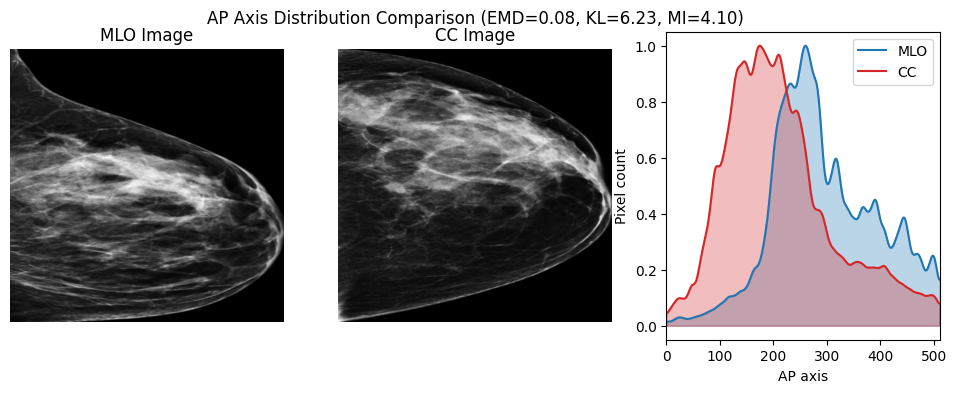 AP Axis Distribution Comparison (EMD=0.08, KL=6.23, MI=4.10)
MLO Image
CC Image
MLO
CC
Pixel count
1.0
0.8
0.6
0.4
0.2
0.0
0 100 200 300 400 500
AP axis